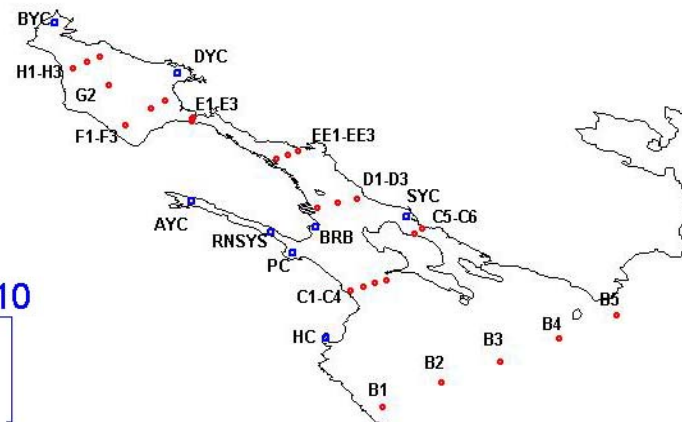 BYC
DYC
H1-H3
G2
E1-E3
F1-F3
EE1-EE3
D1-D3
SYC
C5-C6
AYC
RNSYS
BRB
PC
C1-C4
10
B5
HC
B4
B3
B2
B1